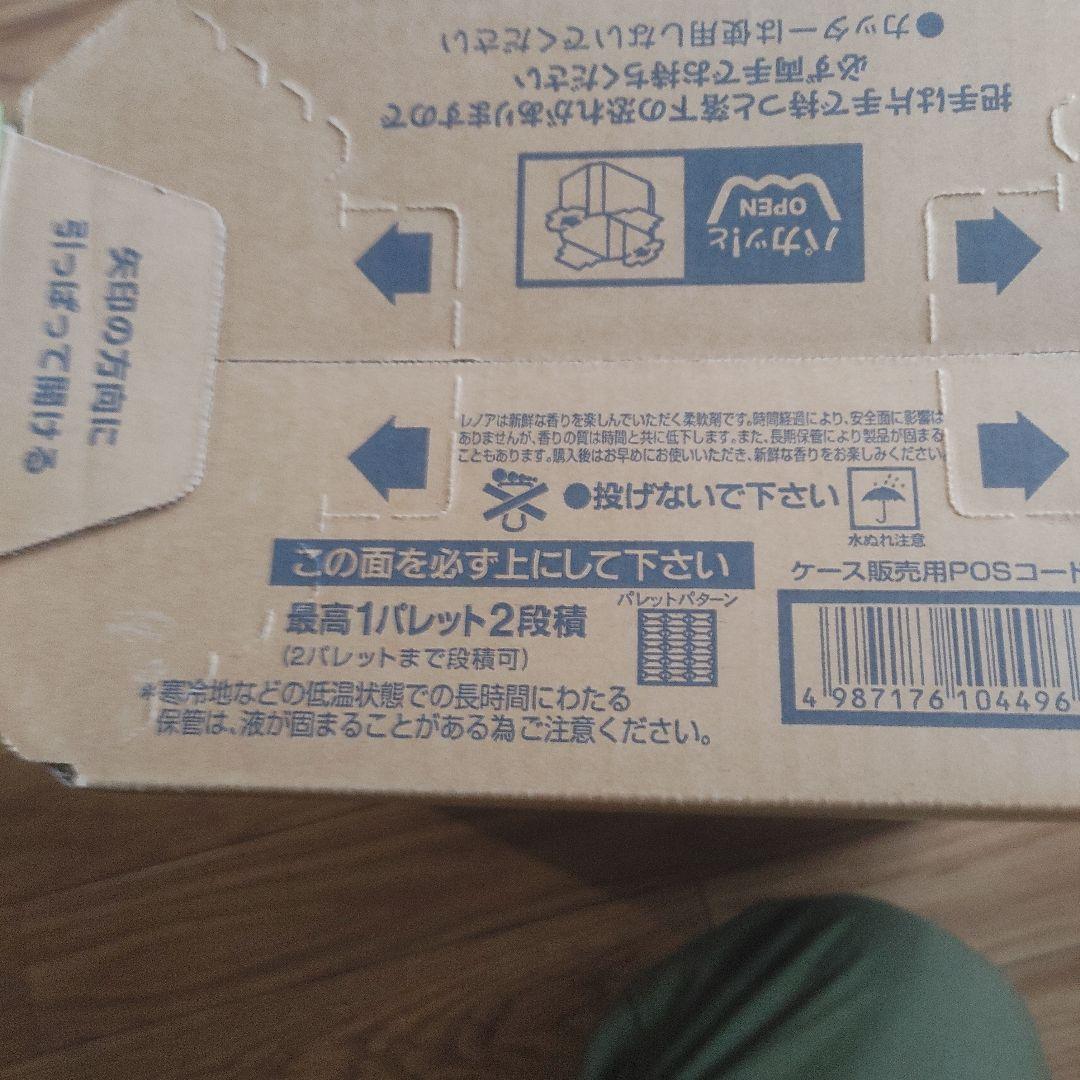 ●カッターは使用しないでください
把手は片手で持つと落下の恐れがありますので
必ず両手でお持ちください
パカッ!と
OPEN
矢印の方向に
引っぱって開ける
レノアは新鮮な香りを楽しんでいただく柔軟剤です。時間経過により、安全面に影響は
ありませんが、香りの質は時間と共に低下します。また、長期保管により製品が固まる
こともあります。購入後はお早めにお使いいただき、新鮮な香りをお楽しみください。
●投げないで下さい
水ぬれ注意
この面を必ず上にして下さい
ケース販売用POSコード
最高1パレット2段積
(2パレットまで段積可)
パレットパターン
*寒冷地などの低温状態での長時間にわたる
保管は、液が固まることがある為ご注意ください。
4 987176 104496